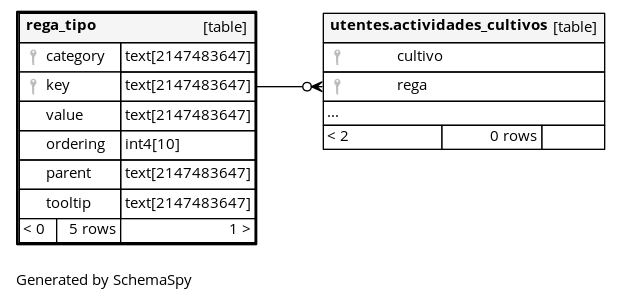 rega_tipo [table]
category text[2147483647]
key text[2147483647]
value text[2147483647]
ordering int4[10]
parent text[2147483647]
tooltip text[2147483647]
< 0 5 rows 1 >
utentes.actividades_cultivos [table]
cultivo
rega
...
< 2 0 rows
Generated by SchemaSpy